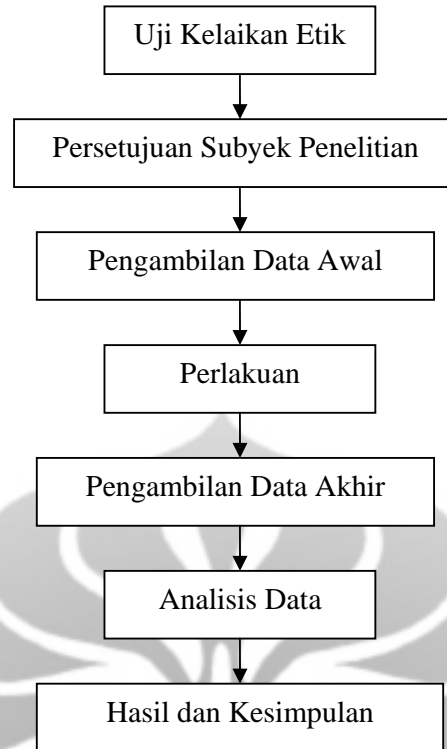 Uji Kelaikan Etik
Persetujuan Subyek Penelitian
Pengambilan Data Awal
Perlakuan
Pengambilan Data Akhir
Analisis Data
Hasil dan Kesimpulan